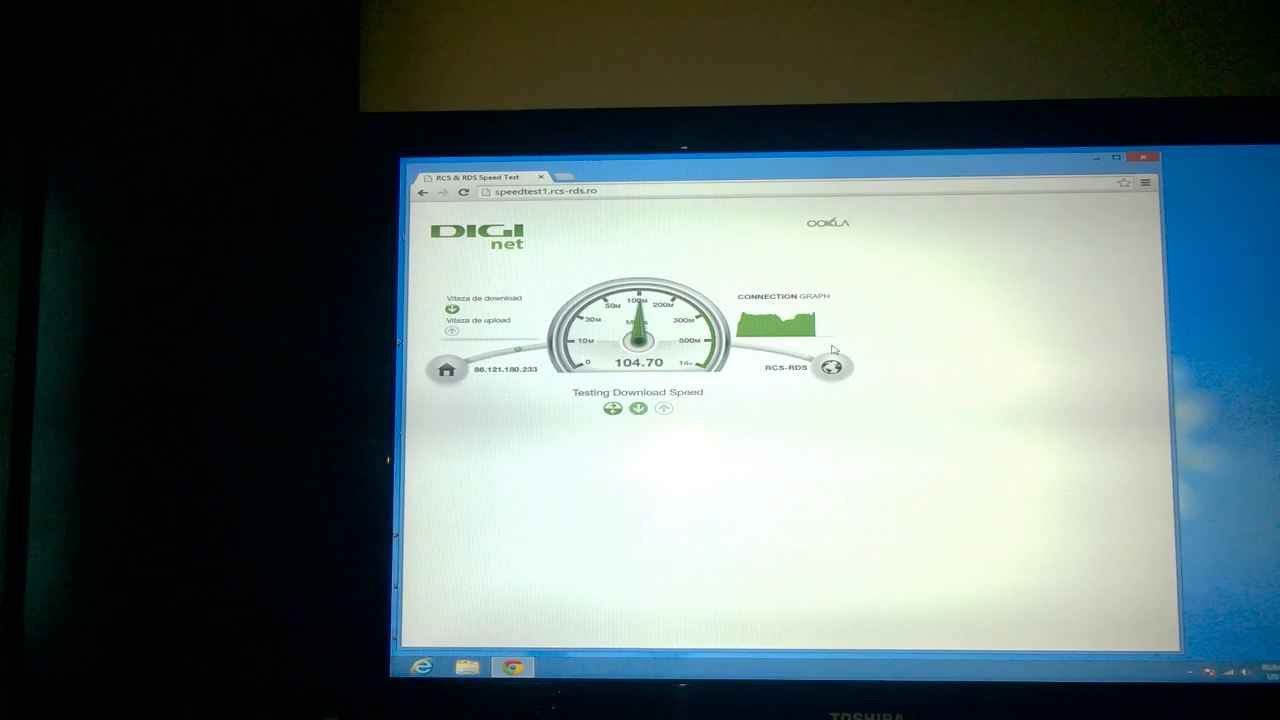 RCS & RDS Speed Test
speedtest1.rcs-rds.ro
DIGI
net
OOKLA
Viteza de download
Viteza de upload
0
10M
30M
50M
100M
200M
300M
500M
104.70
CONNECTION GRAPH
86.121.180.233
RCS-RDS
Testing Download Speed
TOSHIBA